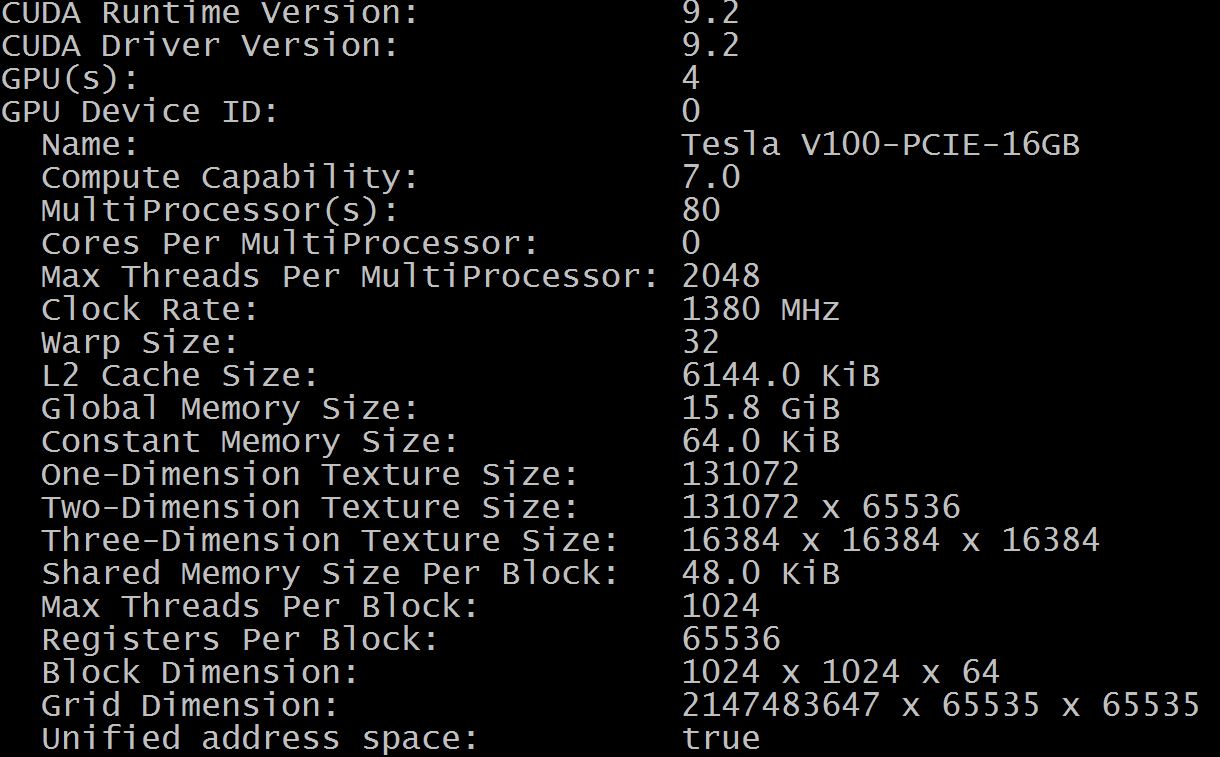 CUDA Runtime Version: 9.2
CUDA Driver Version: 9.2
GPU(s): 4
GPU Device ID: 0
Name: Tesla V100-PCIE-16GB
Compute Capability: 7.0
MultiProcessor(s): 80
Cores Per MultiProcessor: 0
Max Threads Per MultiProcessor: 2048
Clock Rate: 1380 MHz
Warp Size: 32
L2 Cache Size: 6144.0 KiB
Global Memory Size: 15.8 GiB
Constant Memory Size: 64.0 KiB
One-Dimension Texture Size: 131072
Two-Dimension Texture Size: 131072 x 65536
Three-Dimension Texture Size: 16384 x 16384 x 16384
Shared Memory Size Per Block: 48.0 KiB
Max Threads Per Block: 1024
Registers Per Block: 65536
Block Dimension: 1024 x 1024 x 64
Grid Dimension: 2147483647 x 65535 x 65535
Unified address space: true